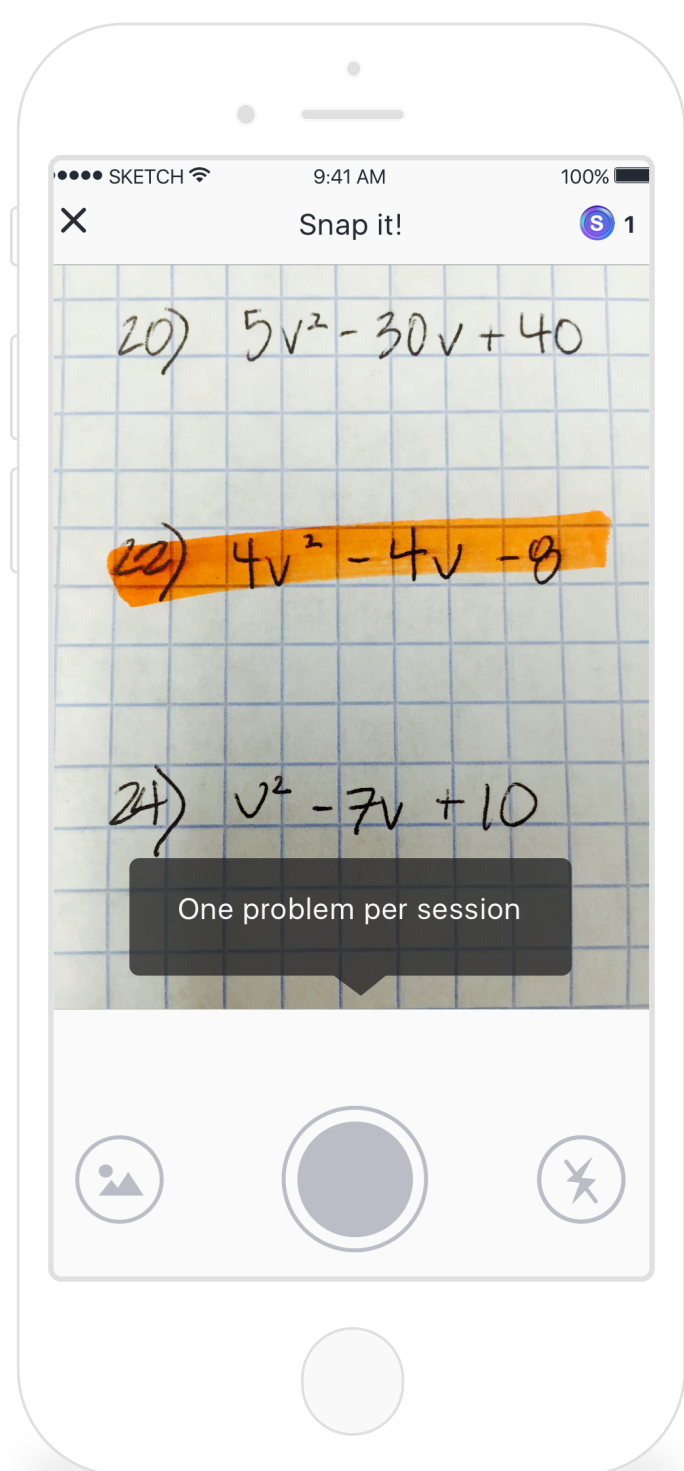 SKETCH 9:41 AM 100%
Snap it! S 1
20) 5v² - 30v + 40
22) 4v² - 4v - 8
24) v² - 7v + 10
One problem per session